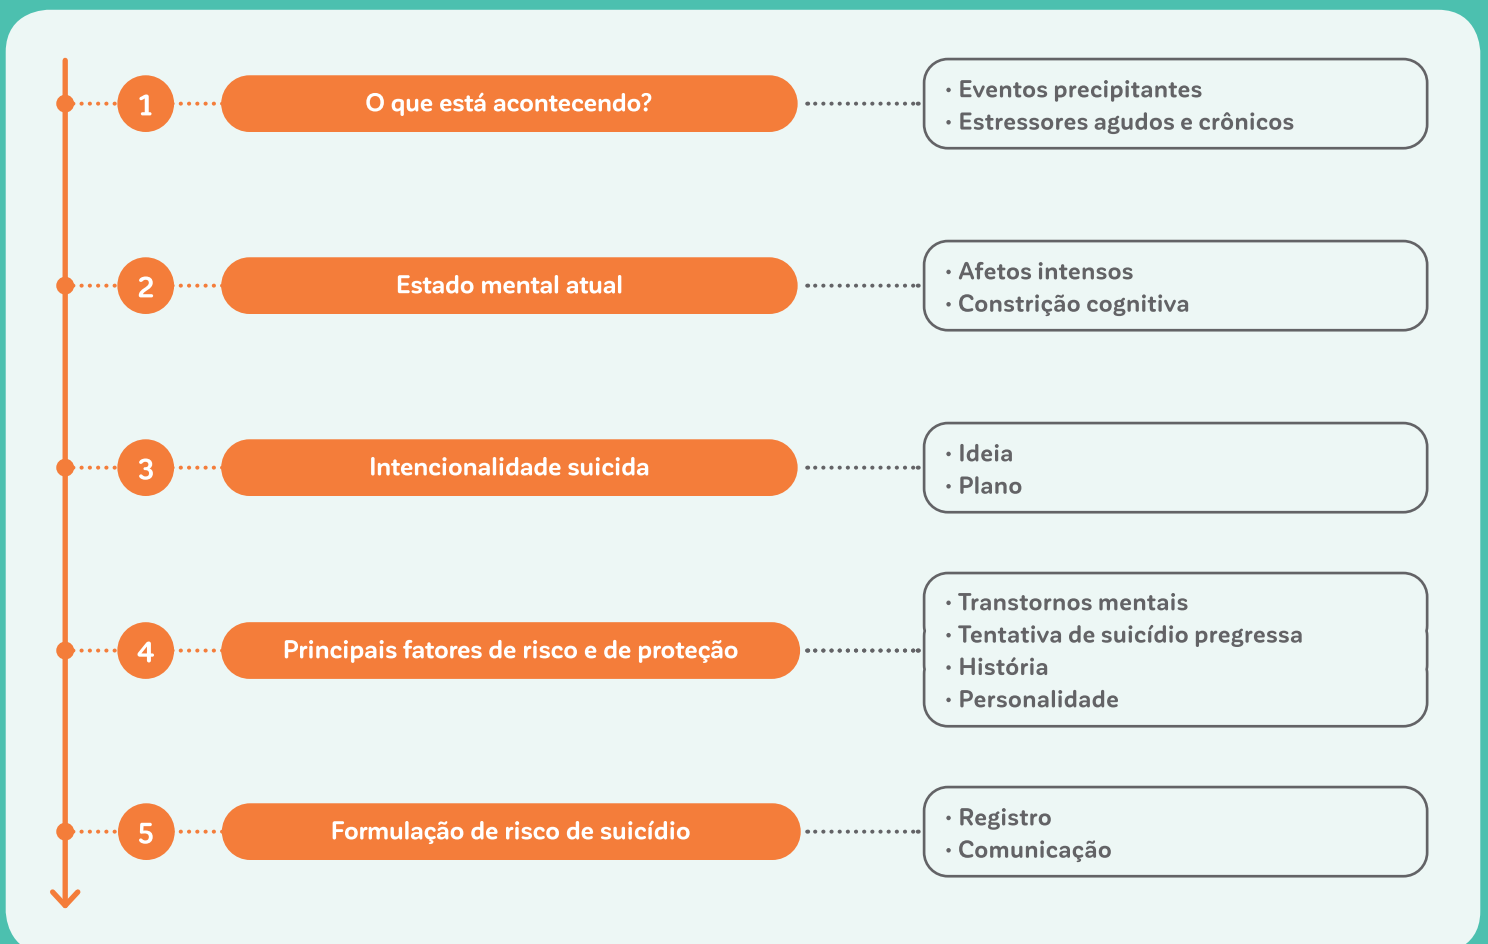 1
O que está acontecendo?
· Eventos precipitantes
· Estressores agudos e crônicos
2
Estado mental atual
· Afetos intensos
· Constrição cognitiva
3
Intencionalidade suicida
· Ideia
· Plano
4
Principais fatores de risco e de proteção
· Transtornos mentais
· Tentativa de suicídio pregressa
· História
· Personalidade
5
Formulação de risco de suicídio
· Registro
· Comunicação